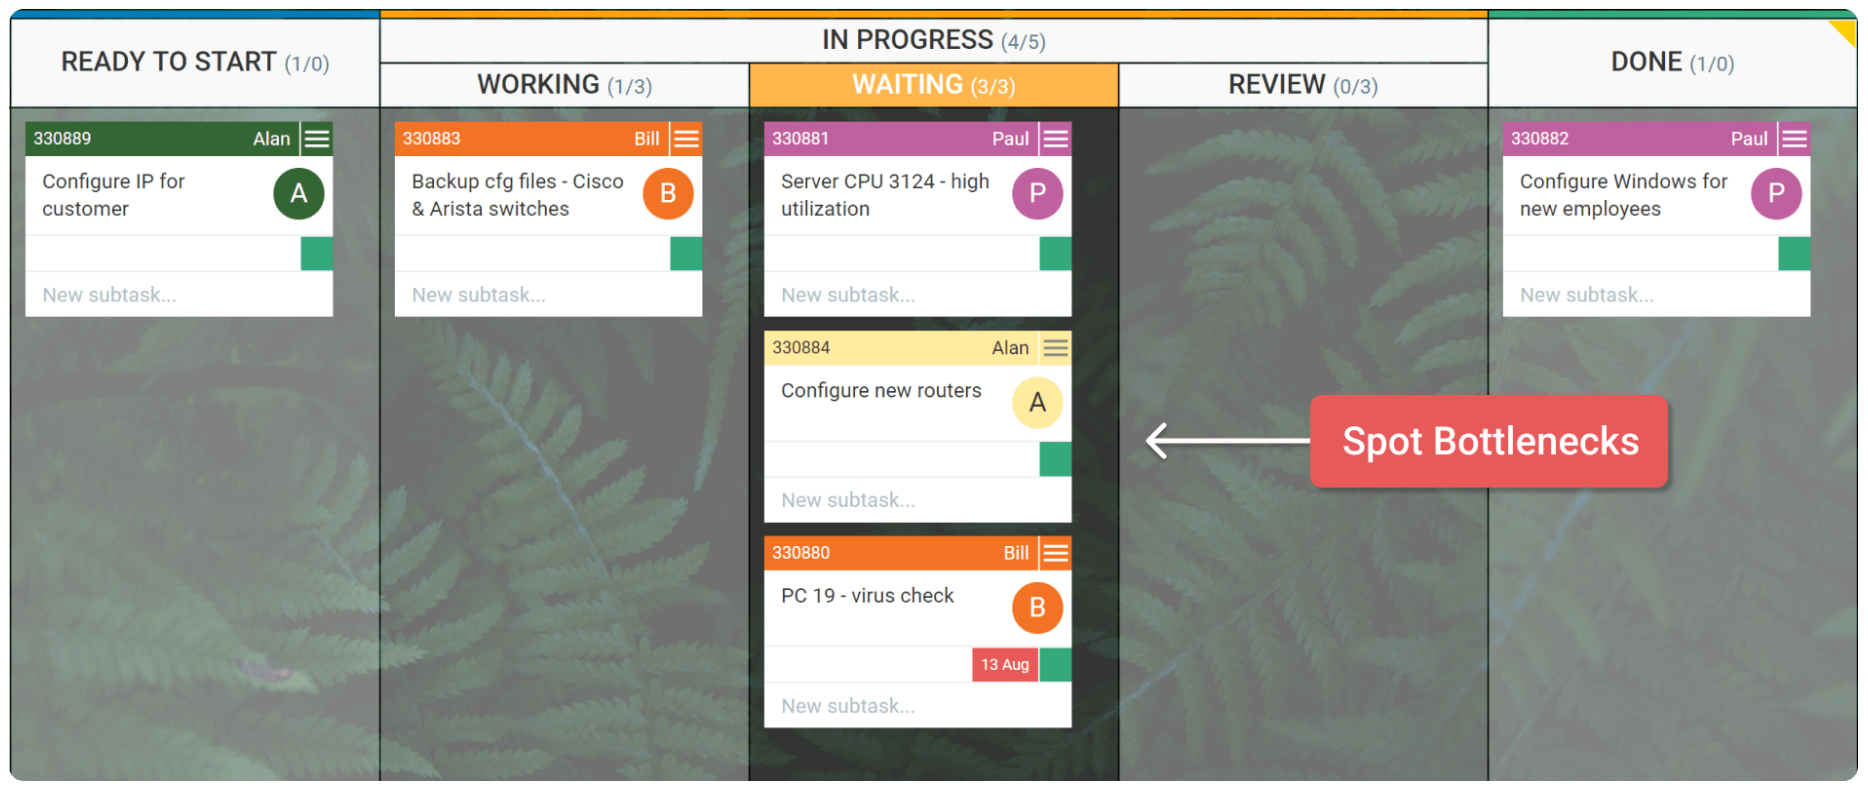 READY TO START (1/0)
IN PROGRESS (4/5)
WORKING (1/3)
WAITING (3/3)
REVIEW (0/3)
DONE (1/0)
330889 Alan
Configure IP for
customer
A
New subtask...
330883 Bill
Backup cfg files - Cisco
& Arista switches
B
New subtask...
330881 Paul
Server CPU 3124 - high
utilization
P
New subtask...
330884 Alan
Configure new routers
A
New subtask...
330880 Bill
PC 19 - virus check
B
13 Aug
New subtask...
Spot Bottlenecks
330882 Paul
Configure Windows for
new employees
P
New subtask...